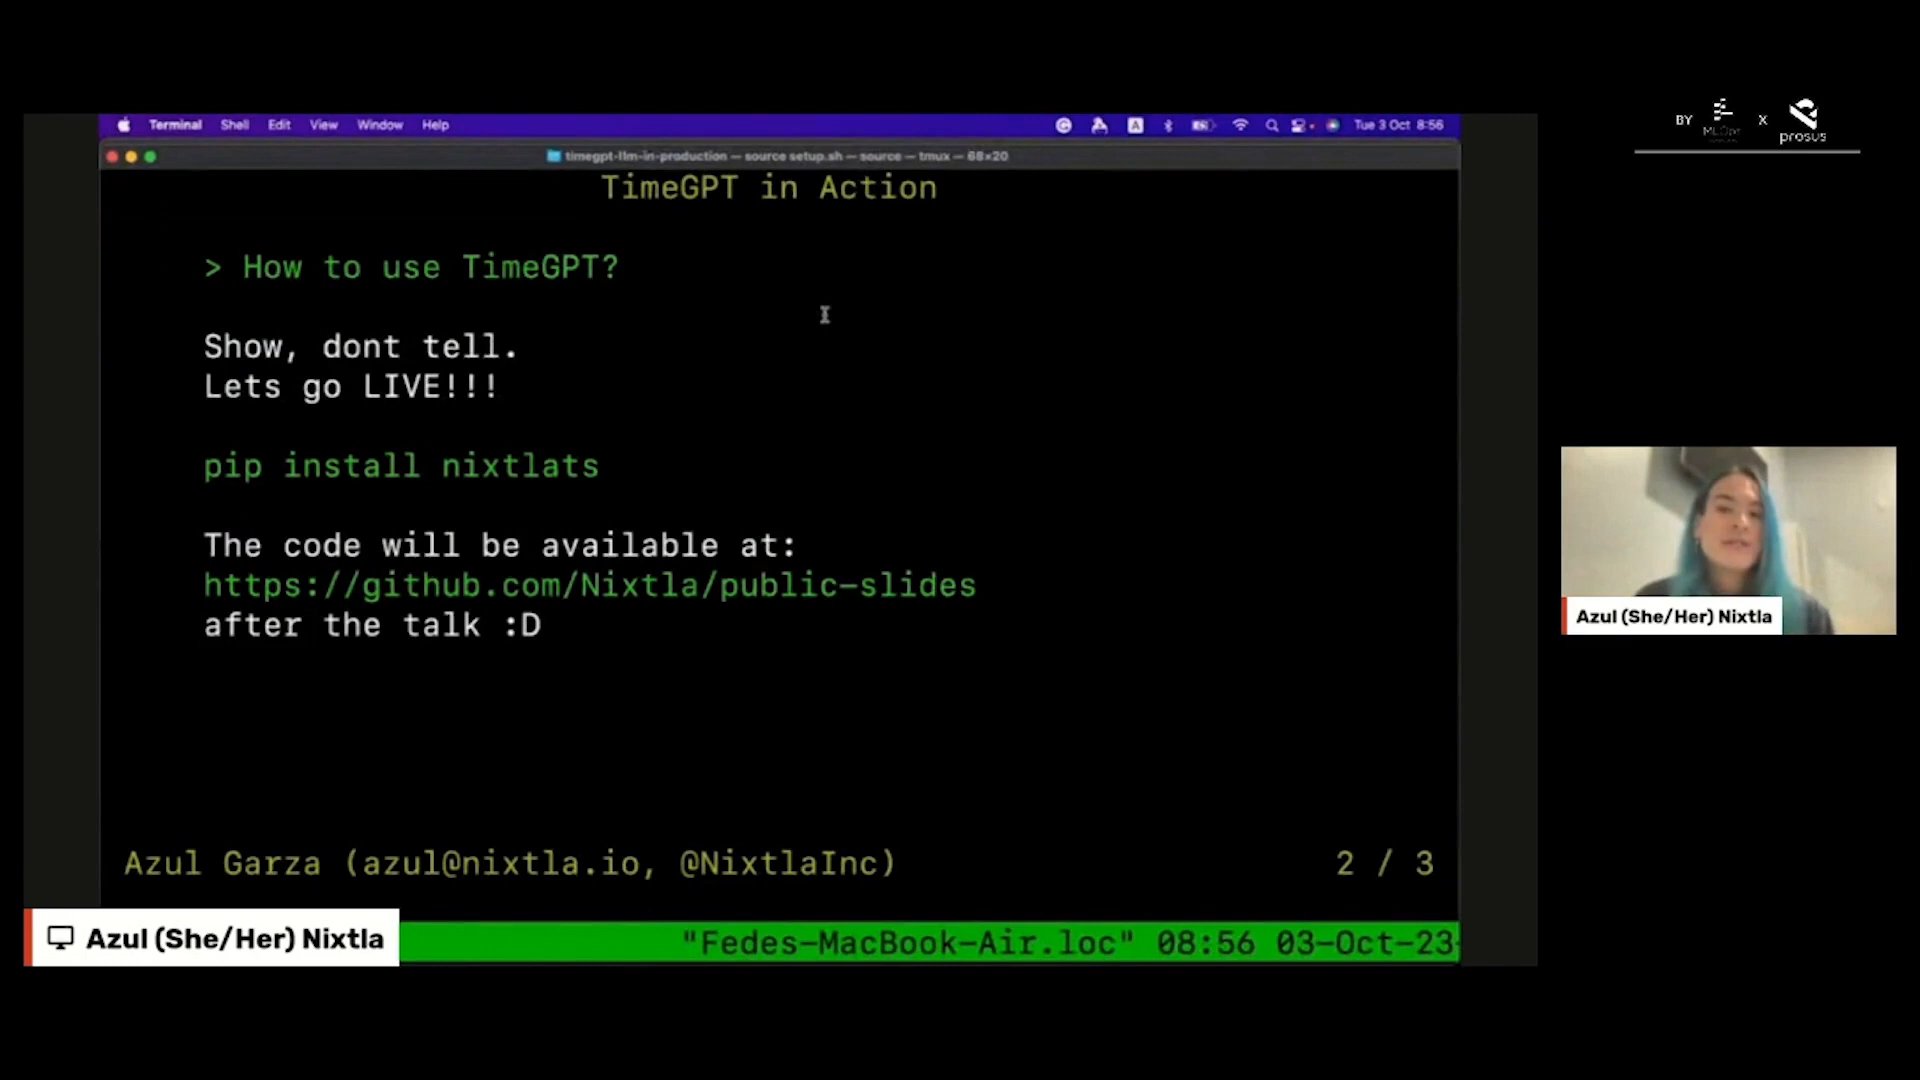 Terminal Shell Edit View Window Help
A
Tue 3 Oct 8:56
timegpt-llm-in-production — source setup.sh — source — tmux — 68×20
TimeGPT in Action
> How to use TimeGPT?
Show, dont tell.
Lets go LIVE!!!
pip install nixtlats
The code will be available at:
https://github.com/Nixtla/public-slides
after the talk :D
Azul Garza (azul@nixtla.io, @NixtlaInc)
2 / 3
Azul (She/Her) Nixtla
"Fedes-MacBook-Air.loc" 08:56 03-Oct-23
BY
MLOps
X
prosus
Azul (She/Her) Nixtla